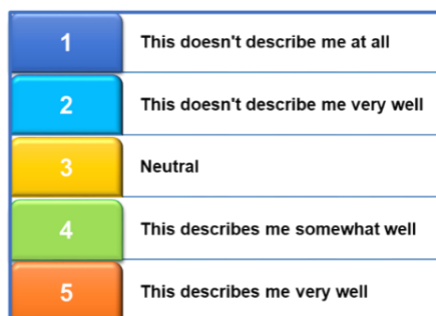 1 This doesn't describe me at all
2 This doesn't describe me very well
3 Neutral
4 This describes me somewhat well
5 This describes me very well